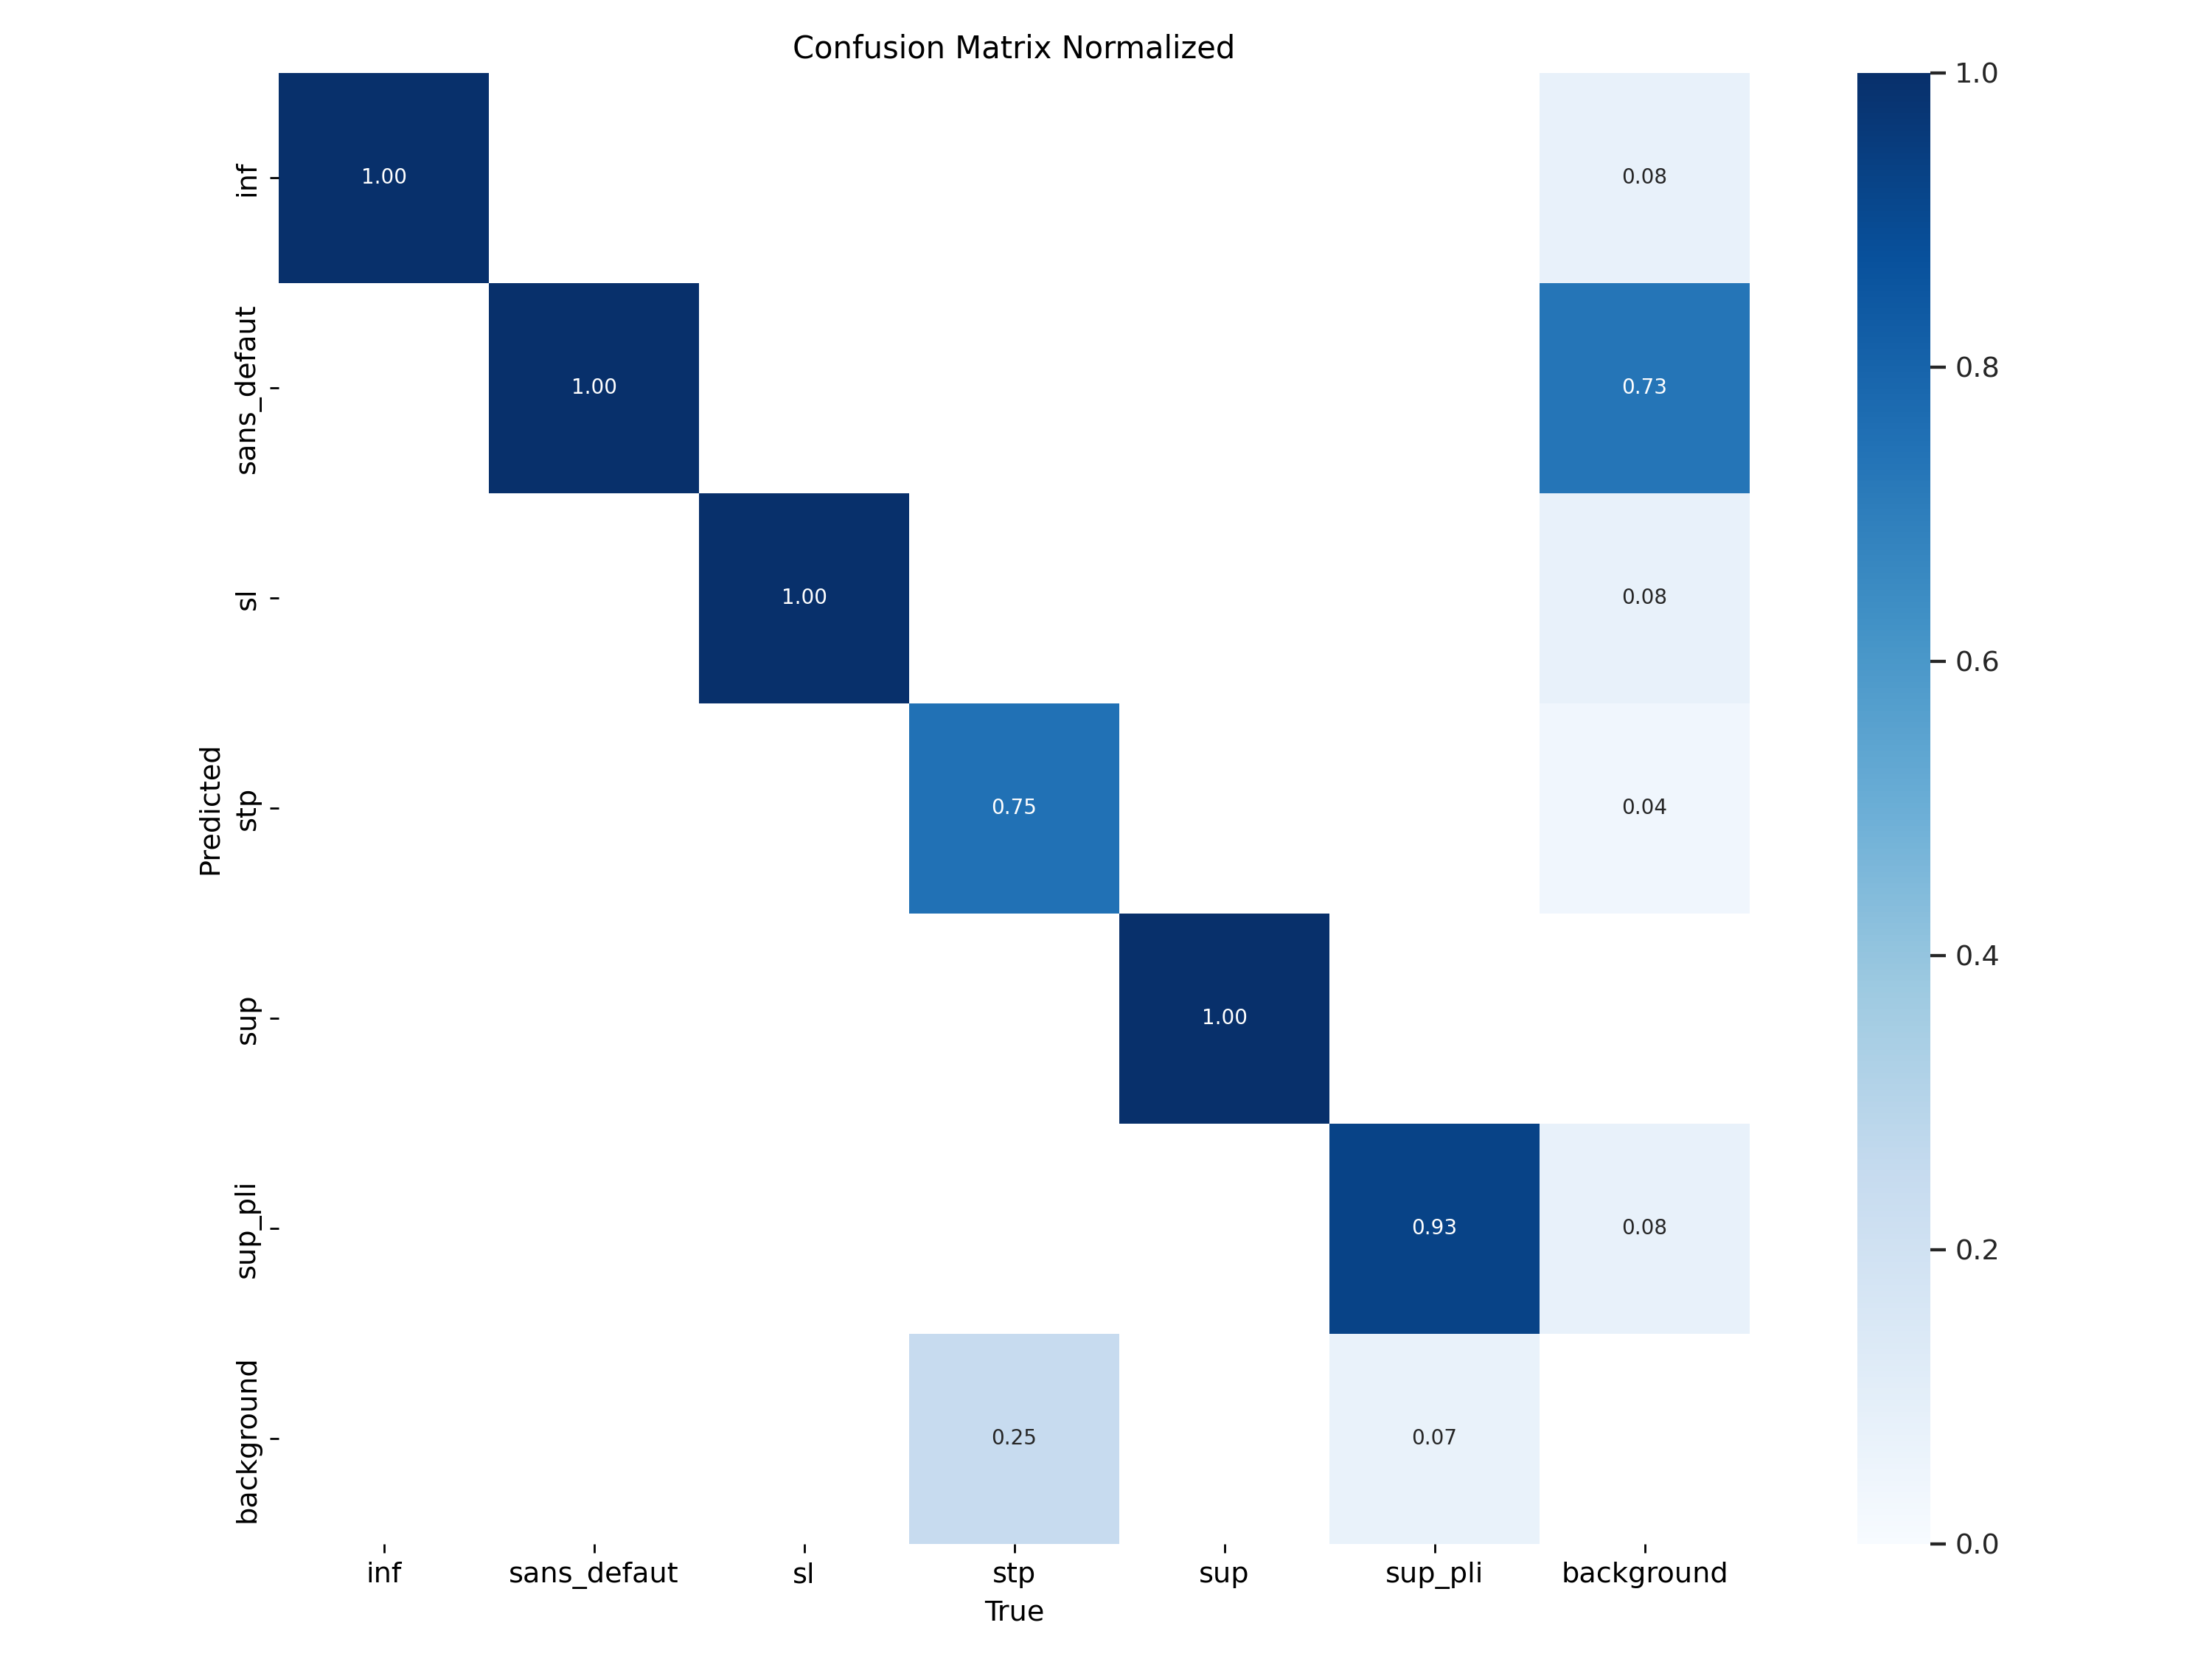 Confusion Matrix Normalized
inf
1.00
0.08
sans_defaut
1.00
0.73
sl
1.00
0.08
stp
0.75
0.04
sup
1.00
sup_pli
0.93
0.08
background
0.25
0.07
Predicted
inf
sans_defaut
sl
stp
sup
sup_pli
background
True
1.0
0.8
0.6
0.4
0.2
0.0